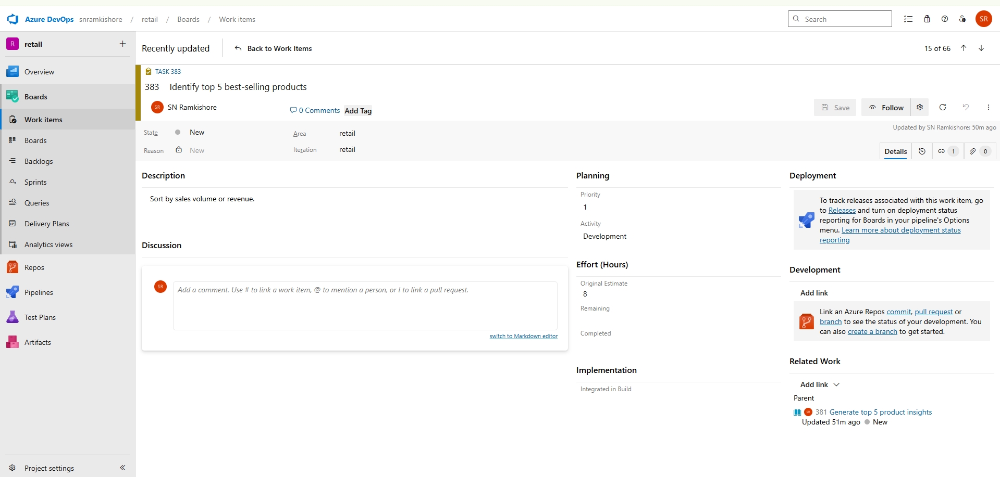 Azure DevOps snramkishore / retail / Boards / Work items
Search
SR
R retail
Recently updated
Back to Work Items
15 of 66
Overview
Boards
Work items
Boards
Backlogs
Sprints
Queries
Delivery Plans
Analytics views
Repos
Pipelines
Test Plans
Artifacts
Project settings
TASK 383
383 Identify top 5 best-selling products
SR SN Ramkishore
0 Comments Add Tag
Save
Follow
State New
Area retail
Updated by SN Ramkishore: 50m ago
Reason New
Iteration retail
Details
1
0
Description
Sort by sales volume or revenue.
Discussion
SR
Add a comment. Use # to link a work item, @ to mention a person, or ! to link a pull request.
switch to Markdown editor
Planning
Priority
1
Activity
Development
Effort (Hours)
Original Estimate
8
Remaining
Completed
Implementation
Integrated in Build
Deployment
To track releases associated with this work item, go
to Releases and turn on deployment status
reporting for Boards in your pipeline's Options
menu. Learn more about deployment status
reporting
Development
Add link
Link an Azure Repos commit, pull request or
branch to see the status of your development. You
can also create a branch to get started.
Related Work
Add link
Parent
SR 381 Generate top 5 product insights
Updated 51m ago New